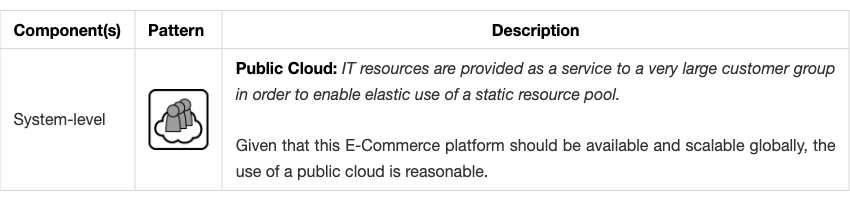 Component(s) Pattern Description
Public Cloud: IT resources are provided as a service to a very large customer group
in order to enable elastic use of a static resource pool.
System-level
Given that this E-Commerce platform should be available and scalable globally, the
use of a public cloud is reasonable.